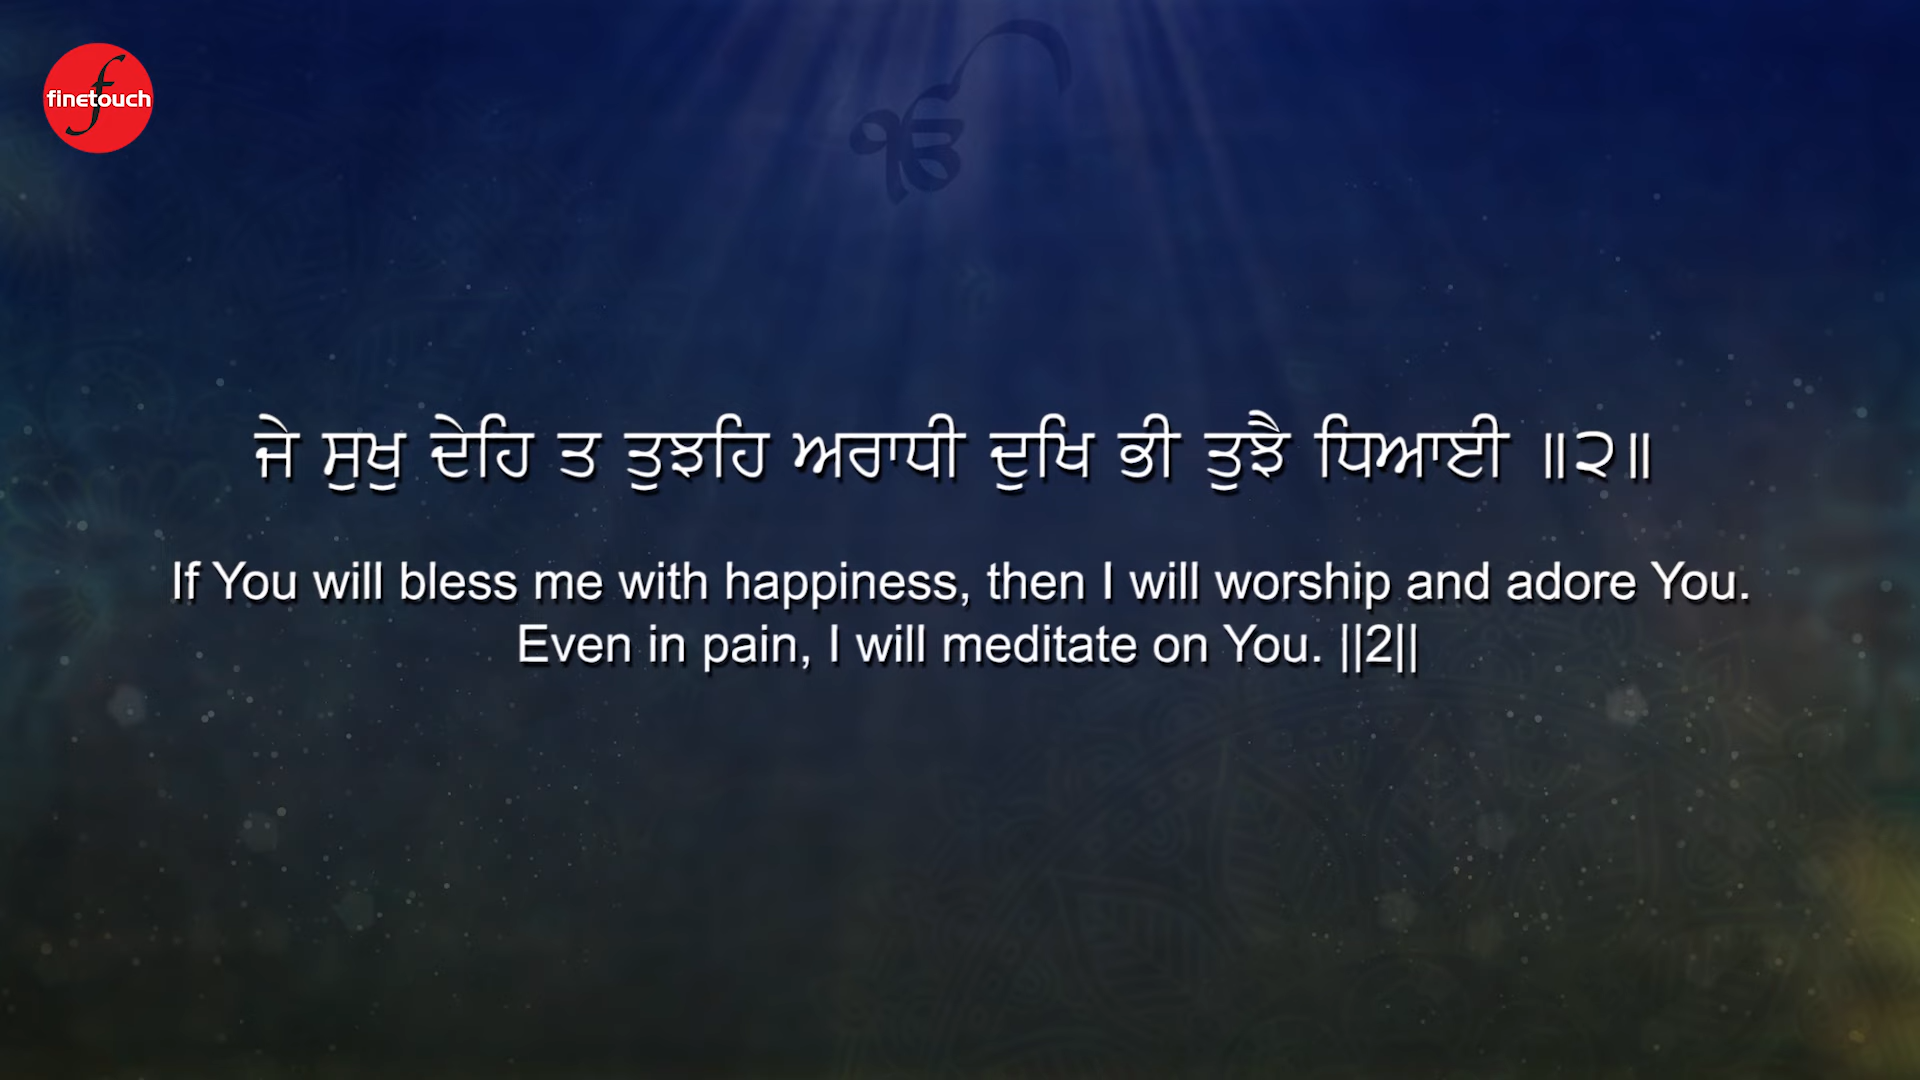 finetouch
ੴ
ਜੇ ਸੁਖੁ ਦੇਹਿ ਤ ਤੁਝਹਿ ਅਰਾਧੀ ਦੁਖਿ ਭੀ ਤੁਝੈ ਧਿਆਈ ॥੨॥
If You will bless me with happiness, then I will worship and adore You.
Even in pain, I will meditate on You. ||2||